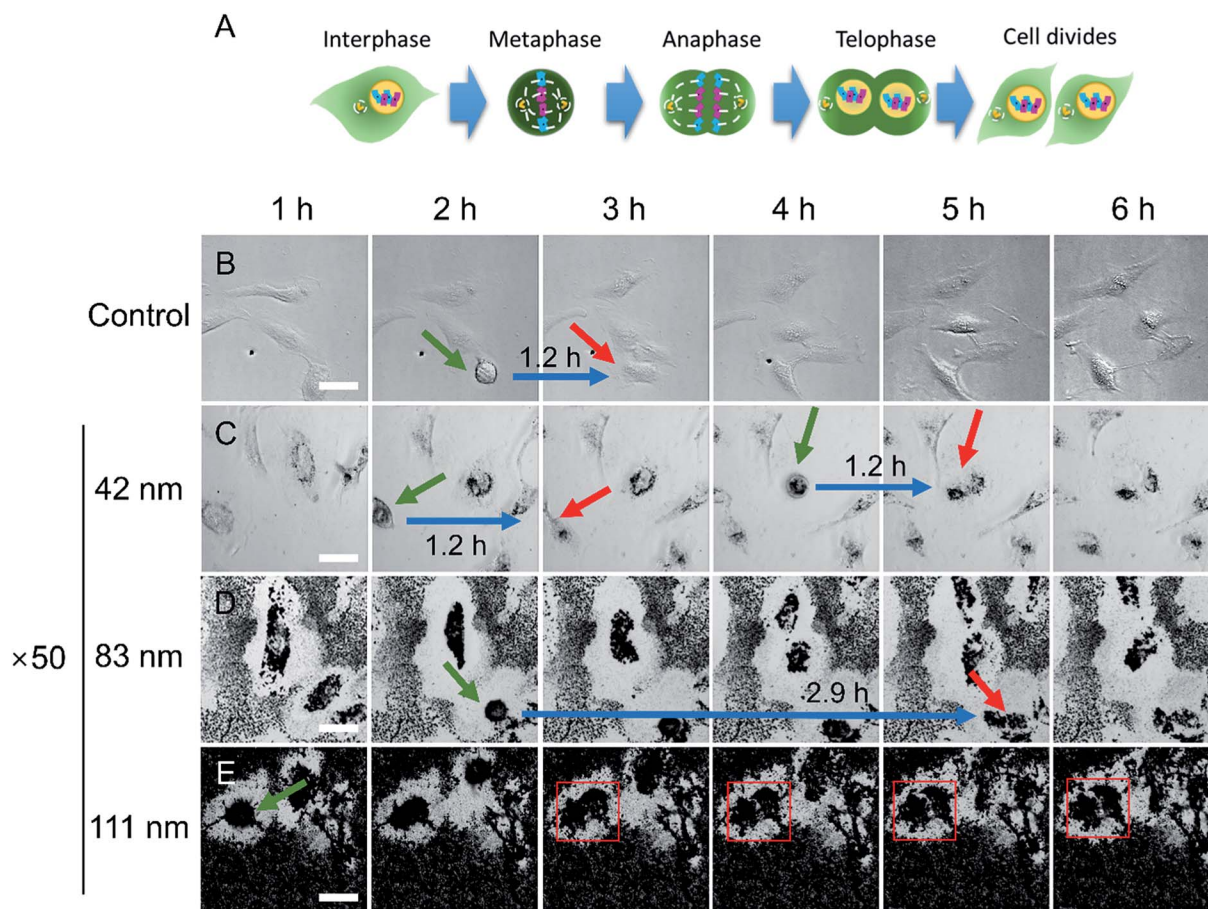 A
Interphase Metaphase Anaphase Telophase Cell divides
1 h 2 h 3 h 4 h 5 h 6 h
B
Control
1.2 h
C
42 nm
1.2 h
1.2 h
D
×50
83 nm
2.9 h
E
111 nm